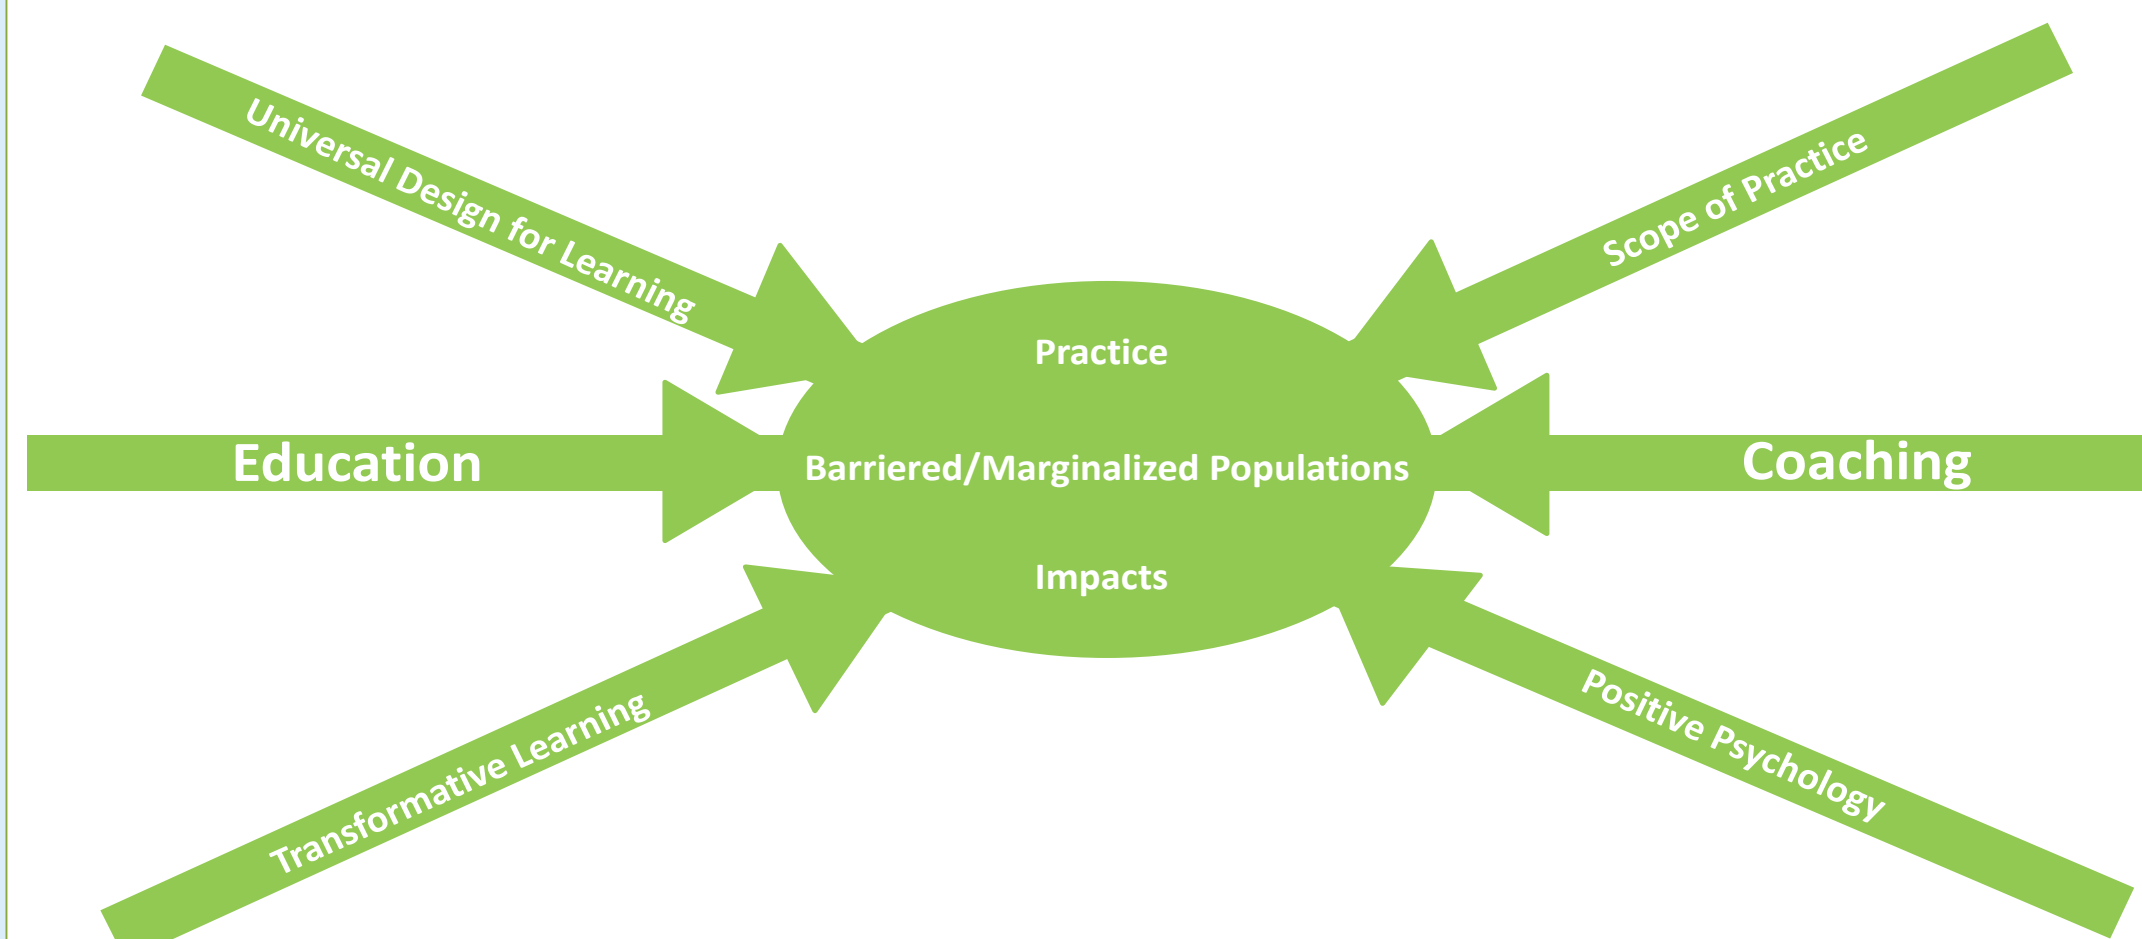 Universal Design for Learning
Scope of Practice
Practice
Education
Barriered/Marginalized Populations
Coaching
Impacts
Transformative Learning
Positive Psychology